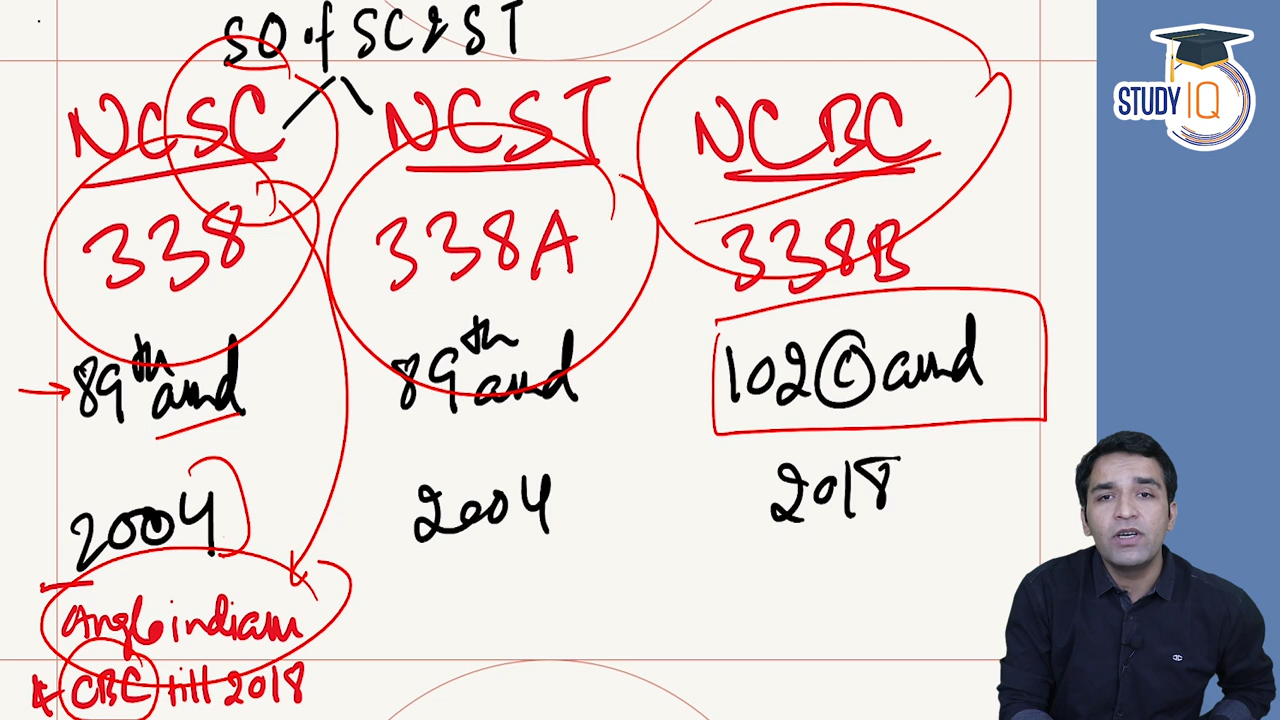 SO of SC & ST
NCSC NCST NCBC
338 338A 338B
89th amd 89th amd 102 C amd
2004 2004 2018
Anglo indian
& CBC till 2018
STUDY IQ